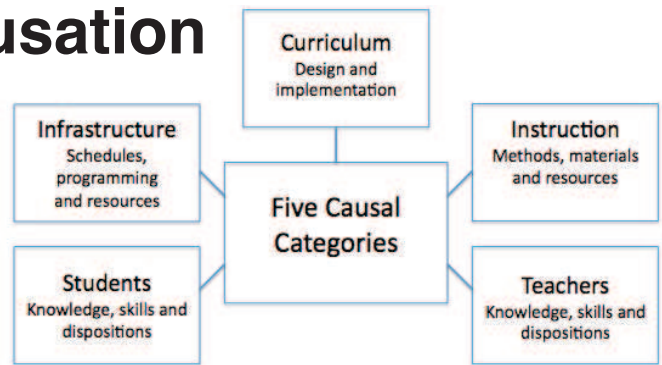 usation
Curriculum
Design and
implementation
Infrastructure
Schedules,
programming
and resources
Instruction
Methods, materials
and resources
Five Causal
Categories
Students
Knowledge, skills and
dispositions
Teachers
Knowledge, skills and
dispositions